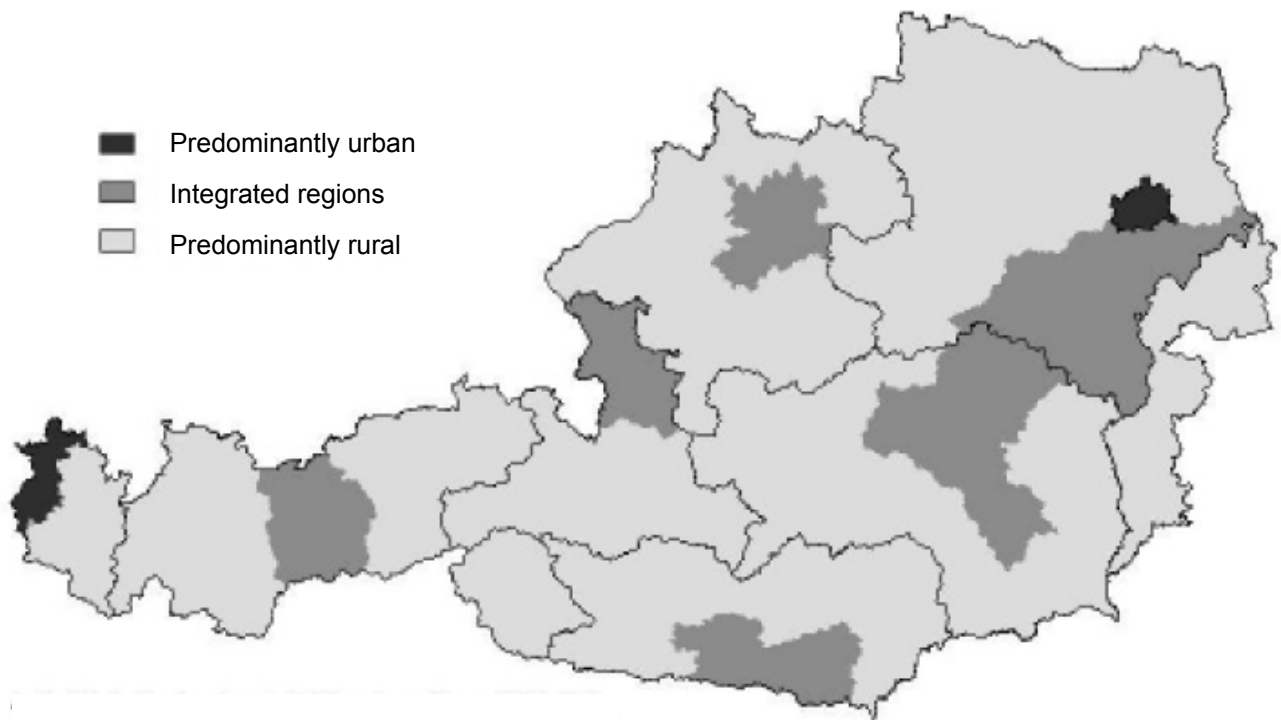 Predominantly urban
Integrated regions
Predominantly rural